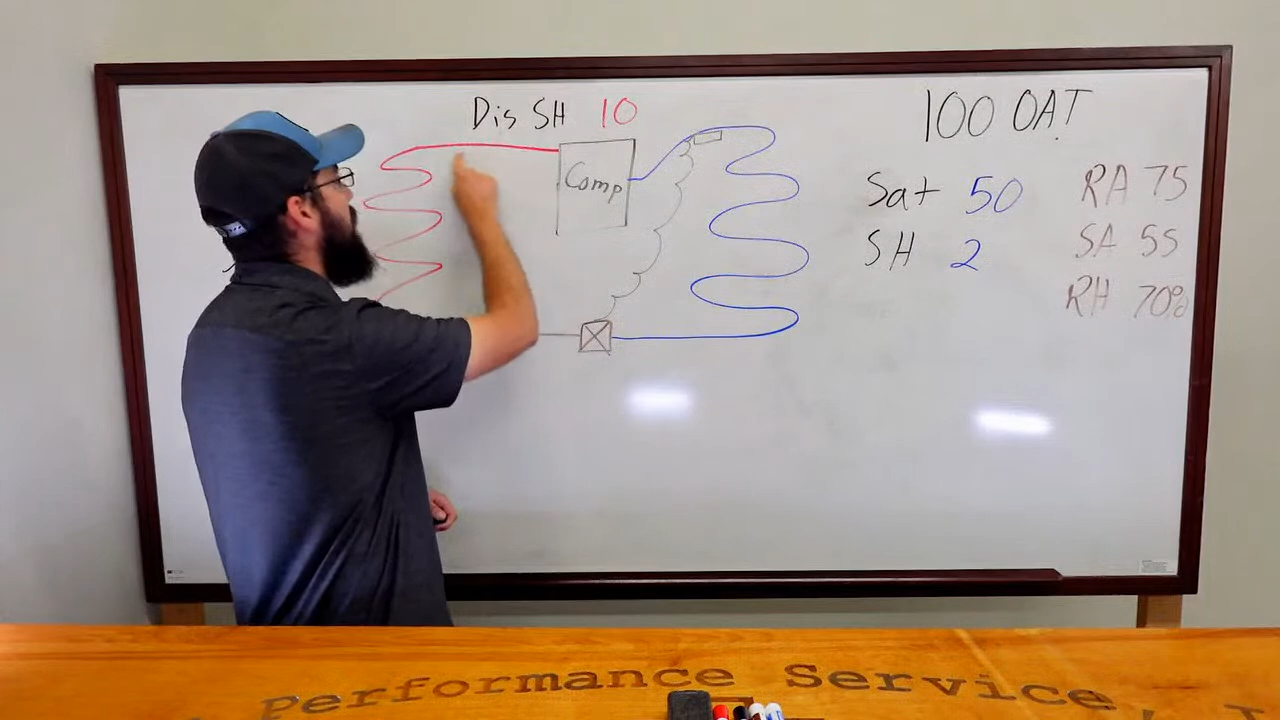 Dis SH 10
100 OAT
Comp
Sat 50
RA 75
SH 2
SA 55
RH 70%
Performance Service,